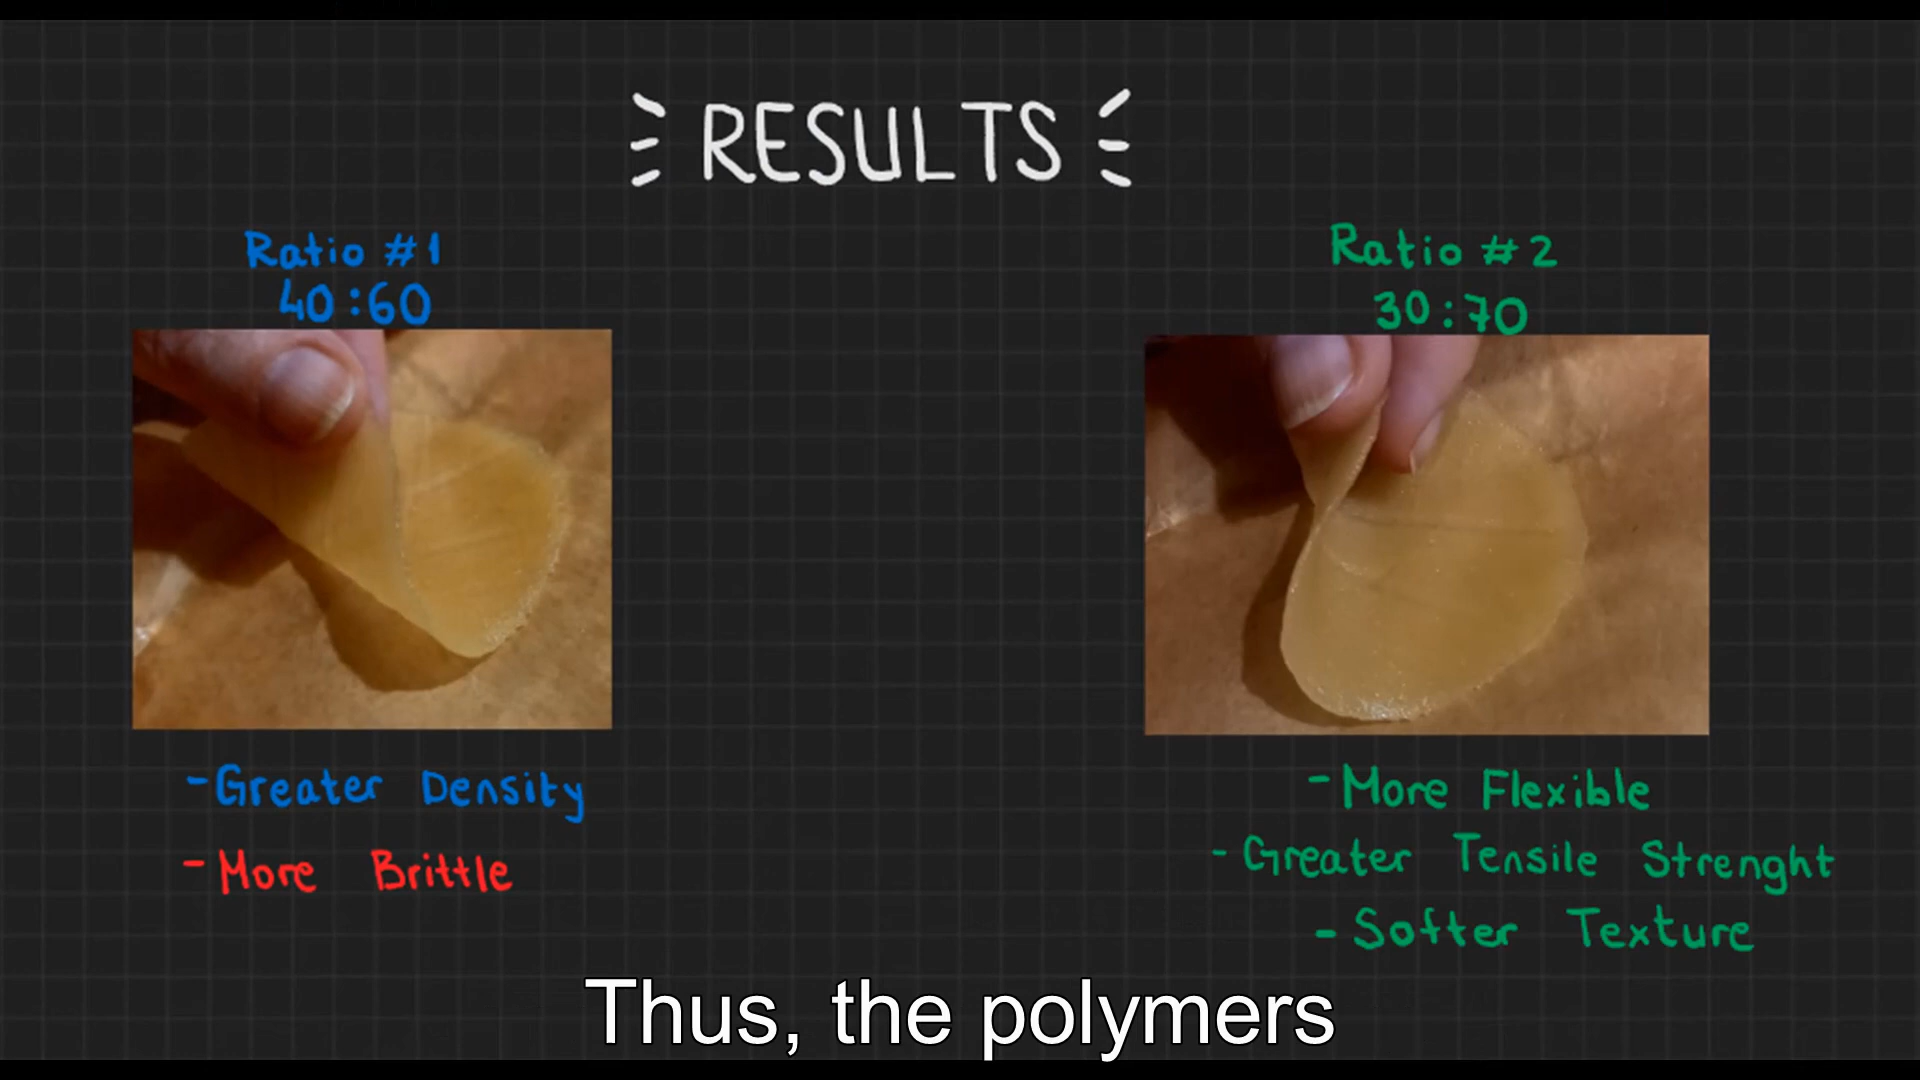 RESULTS
Ratio #1
40:60
Ratio #2
30:70
-Greater Density
-More Brittle
-More Flexible
-Greater Tensile Strenght
-Softer Texture
Thus, the polymers